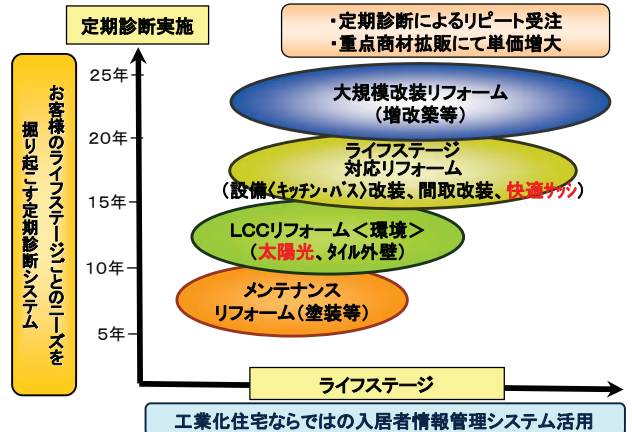 定期診断実施
・定期診断によるリピート受注
・重点商材拡販にて単価増大
お客様のライフステージごとのニーズを
掘り起こす定期診断システム
25年
大規模改装リフォーム
（増改築等）
20年
ライフステージ
対応リフォーム
（設備〈キッチン・バス〉改装、間取改装、快適サッシ）
15年
LCCリフォーム＜環境＞
（太陽光、タイル外壁）
10年
メンテナンス
リフォーム（塗装等）
5年
ライフステージ
工業化住宅ならではの入居者情報管理システム活用